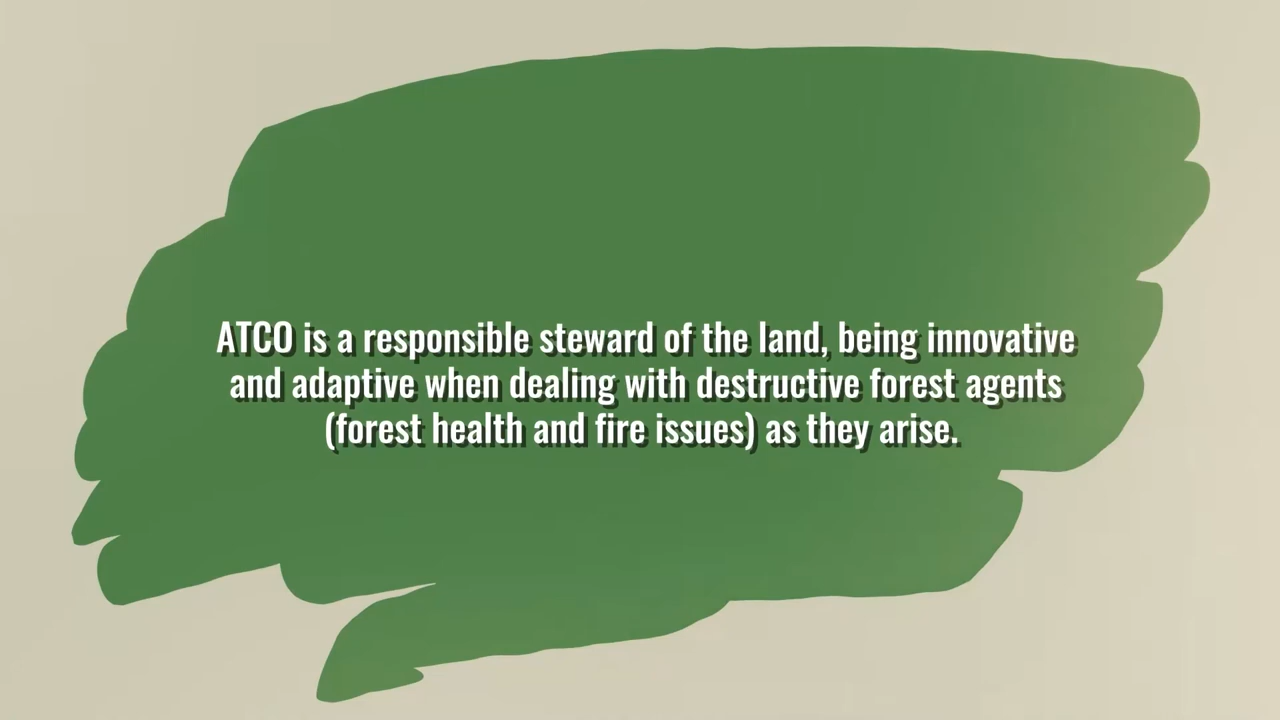 ATCO is a responsible steward of the land, being innovative
and adaptive when dealing with destructive forest agents
(forest health and fire issues) as they arise.